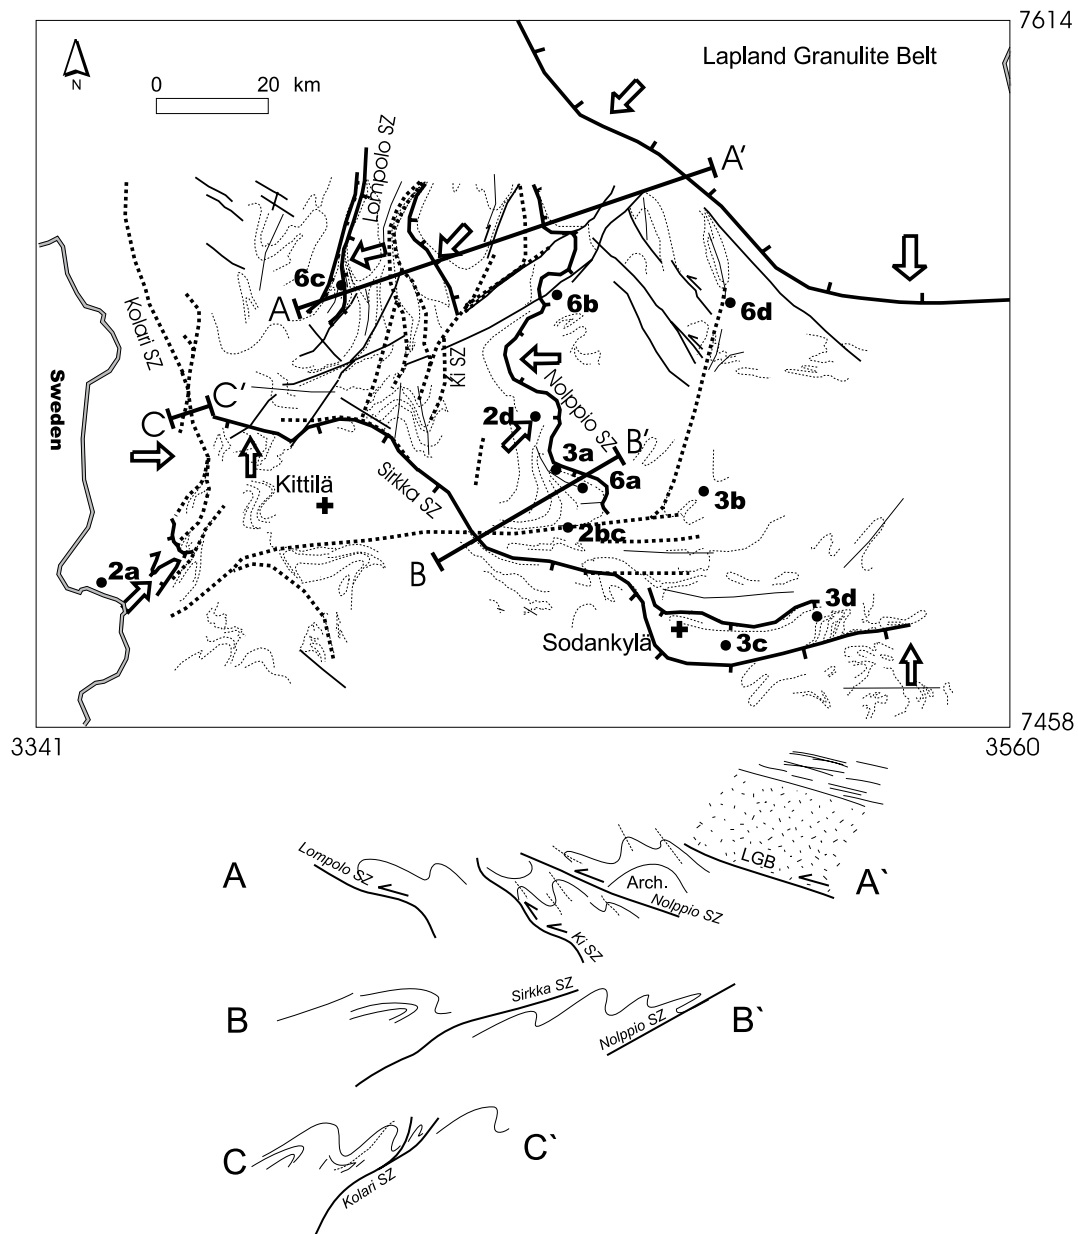 7614
Lapland Granulite Belt
N
0 20 km
Lompolo SZ
A'
6c
A
6b
6d
Kolari SZ
Ki SZ
Sweden
C'
C
Nolppio SZ
2d
B'
3a
6a
Kittilä
Sirkka SZ
3b
2bc
B
2a
3d
Sodankylä
3c
7458
3341
3560
A
Lompolo SZ
LGB
A`
Arch.
Nolppio SZ
Ki SZ
B
Sirkka SZ
Nolppio SZ
B`
C
Kolari SZ
C`